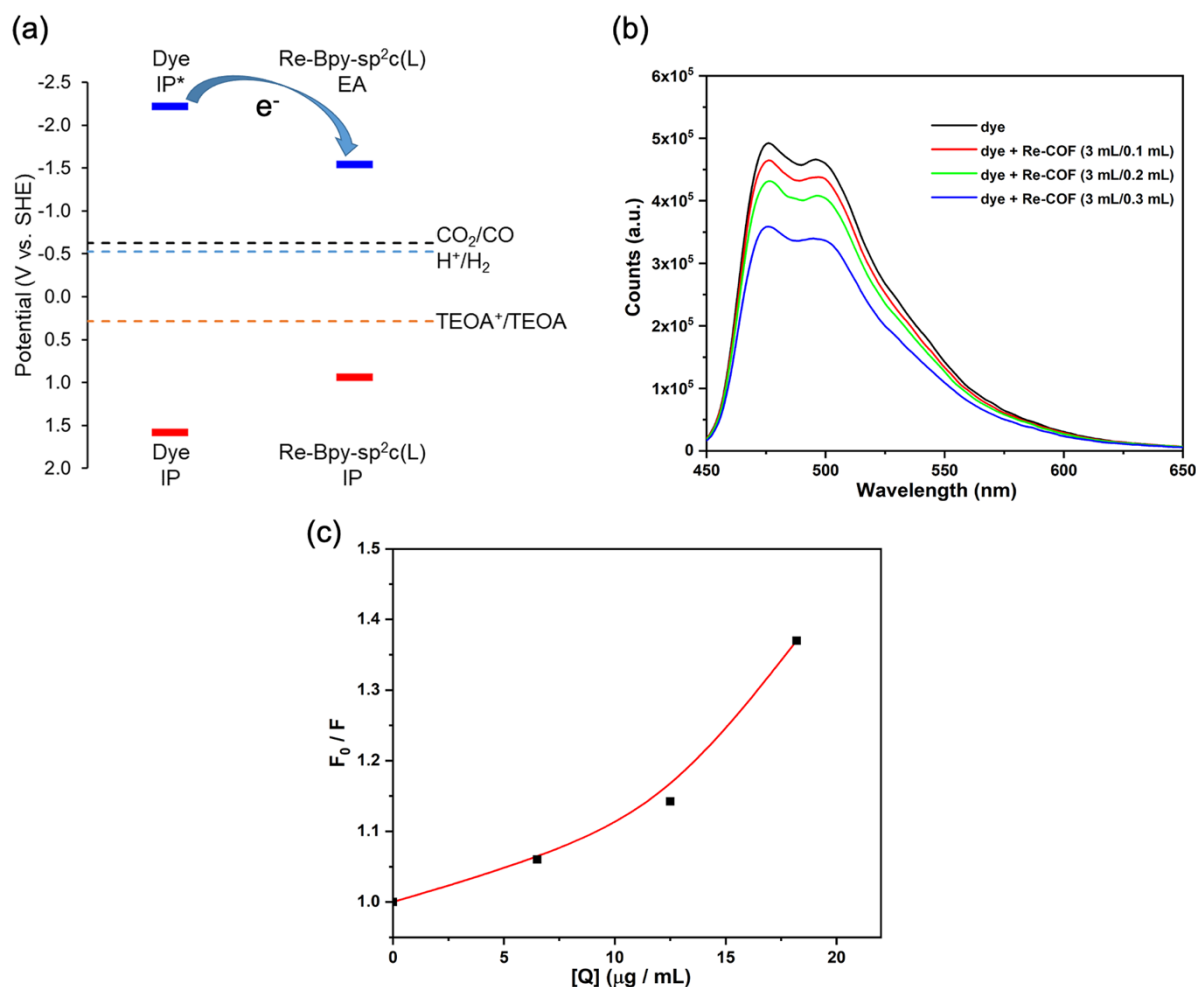 (a)
Dye
IP*
Re-Bpy-sp²c(L)
EA
e⁻
-2.5
-2.0
-1.5
-1.0
-0.5
0.0
0.5
1.0
1.5
2.0
Potential (V vs. SHE)
CO₂/CO
H⁺/H₂
TEOA⁺/TEOA
Dye
IP
Re-Bpy-sp²c(L)
IP
(b)
6x10⁵
5x10⁵
4x10⁵
3x10⁵
2x10⁵
1x10⁵
0
Counts (a.u.)
dye
dye + Re-COF (3 mL/0.1 mL)
dye + Re-COF (3 mL/0.2 mL)
dye + Re-COF (3 mL/0.3 mL)
450 500 550 600 650
Wavelength (nm)
(c)
1.5
1.4
1.3
1.2
1.1
1.0
F₀ / F
0 5 10 15 20
[Q] (μg / mL)